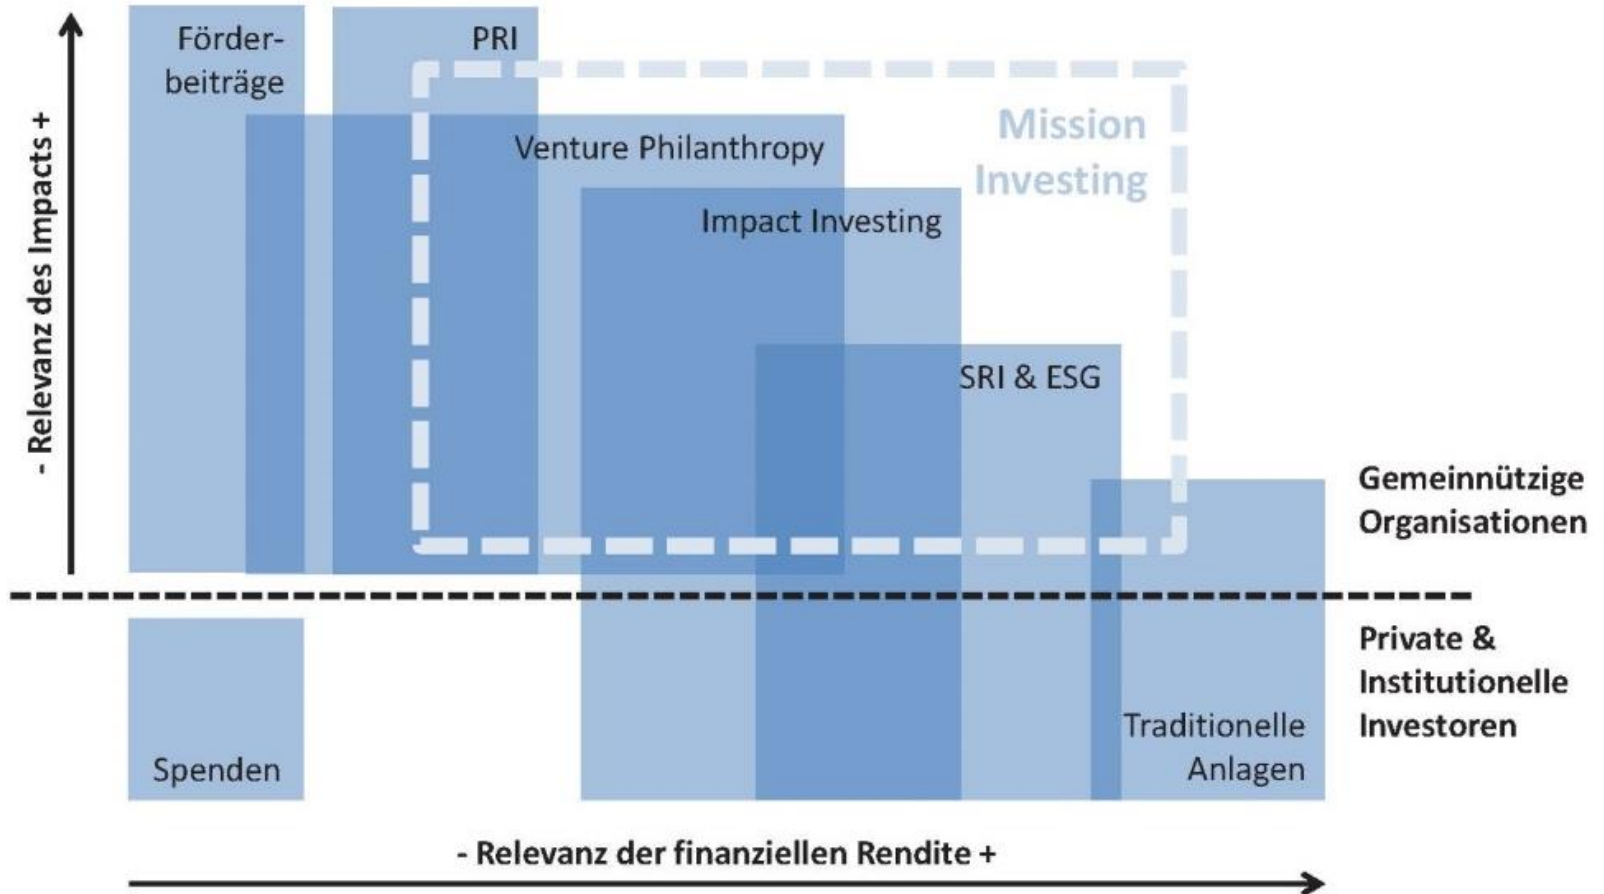 Förder-
beiträge
PRI
Venture Philanthropy
Mission
Investing
Impact Investing
SRI & ESG
- Relevanz des Impacts +
Gemeinnützige
Organisationen
Private &
Institutionelle
Investoren
Spenden
Traditionelle
Anlagen
- Relevanz der finanziellen Rendite +